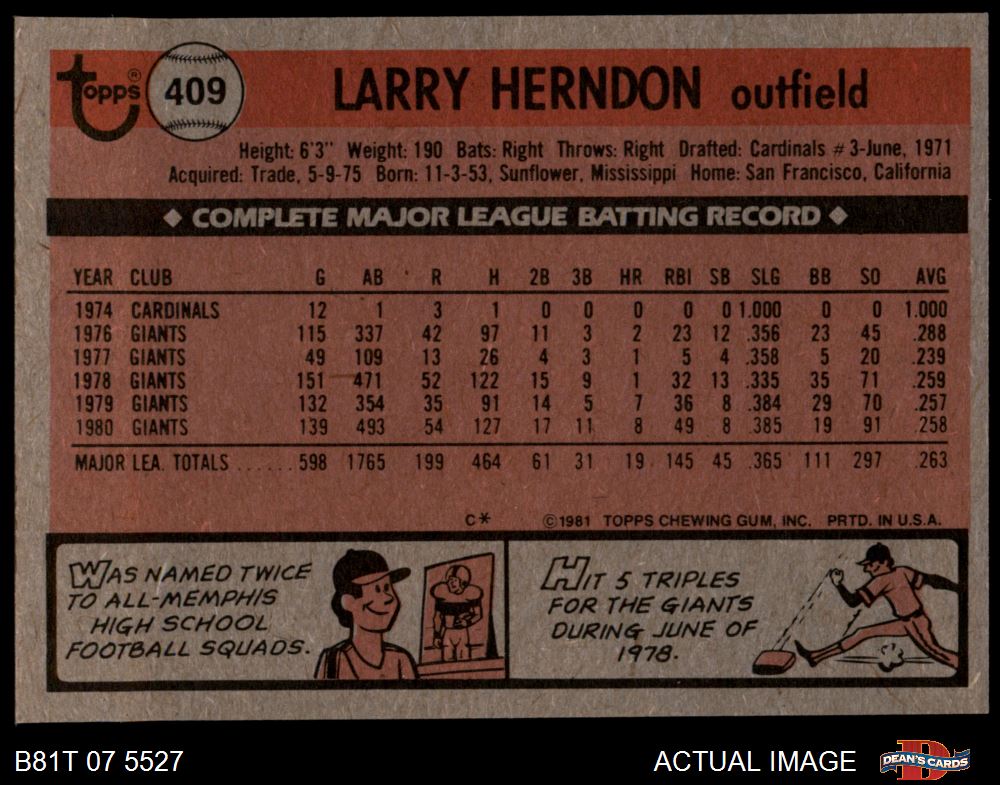 Topps®
409
LARRY HERNDON outfield
Height: 6'3" Weight: 190 Bats: Right Throws: Right Drafted: Cardinals #3-June, 1971
Acquired: Trade, 5-9-75 Born: 11-3-53, Sunflower, Mississippi Home: San Francisco, California
◆ COMPLETE MAJOR LEAGUE BATTING RECORD ◆
YEAR CLUB G AB R H 2B 3B HR RBI SB SLG BB SO AVG
1974 CARDINALS 12 1 3 1 0 0 0 0 0 1.000 0 0 1.000
1976 GIANTS 115 337 42 97 11 3 2 23 12 .356 23 45 .288
1977 GIANTS 49 109 13 26 4 3 1 5 4 .358 5 20 .239
1978 GIANTS 151 471 52 122 15 9 1 32 13 .335 35 71 .259
1979 GIANTS 132 354 35 91 14 5 7 36 8 .384 29 70 .257
1980 GIANTS 139 493 54 127 17 11 8 49 8 .385 19 91 .258
MAJOR LEA. TOTALS ...... 598 1765 199 464 61 31 19 145 45 .365 111 297 .263
C* ©1981 TOPPS CHEWING GUM, INC. PRTD. IN U.S.A.
WAS NAMED TWICE
TO ALL-MEMPHIS
HIGH SCHOOL
FOOTBALL SQUADS.
HIT 5 TRIPLES
FOR THE GIANTS
DURING JUNE OF
1978.
B81T 07 5527
ACTUAL IMAGE
D
DEAN'S CARDS